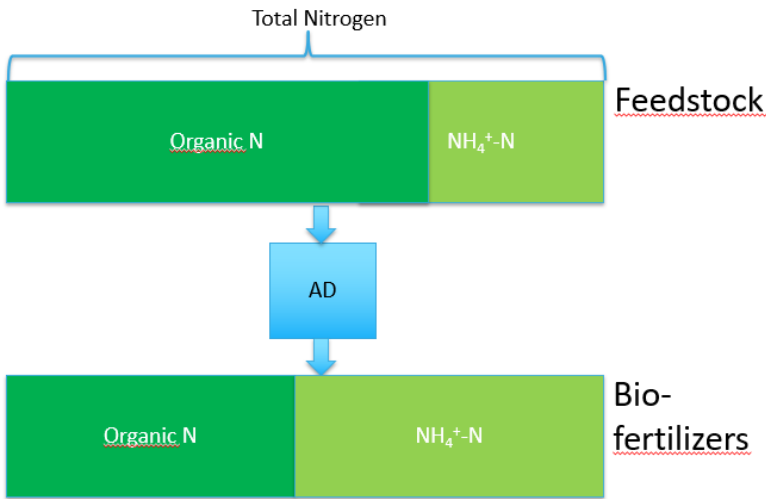 Total Nitrogen
Feedstock
Organic N
NH₄⁺-N
AD
Bio-
fertilizers
Organic N
NH₄⁺-N